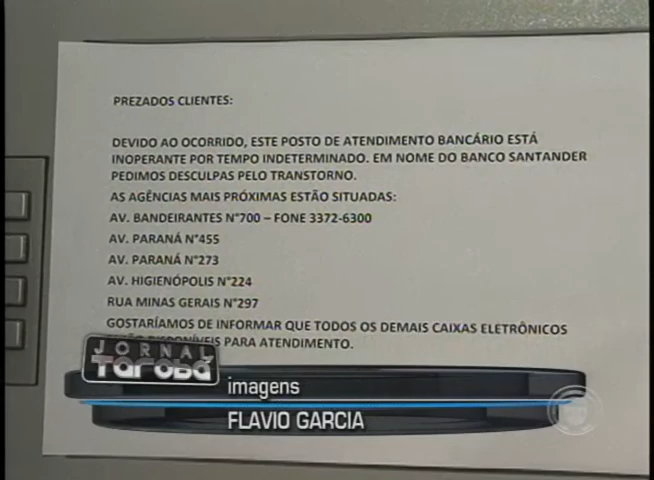 PREZADOS CLIENTES:
DEVIDO AO OCORRIDO, ESTE POSTO DE ATENDIMENTO BANCÁRIO ESTÁ
INOPERANTE POR TEMPO INDETERMINADO. EM NOME DO BANCO SANTANDER
PEDIMOS DESCULPAS PELO TRANSTORNO.
AS AGÊNCIAS MAIS PRÓXIMAS ESTÃO SITUADAS:
AV. BANDEIRANTES N°700 – FONE 3372-6300
AV. PARANÁ N°455
AV. PARANÁ N°273
AV. HIGIENÓPOLIS N°224
RUA MINAS GERAIS N°297
GOSTARÍAMOS DE INFORMAR QUE TODOS OS DEMAIS CAIXAS ELETRÔNICOS
DISPONÍVEIS PARA ATENDIMENTO.
JORNAL
TAROBÁ
imagens
FLAVIO GARCIA